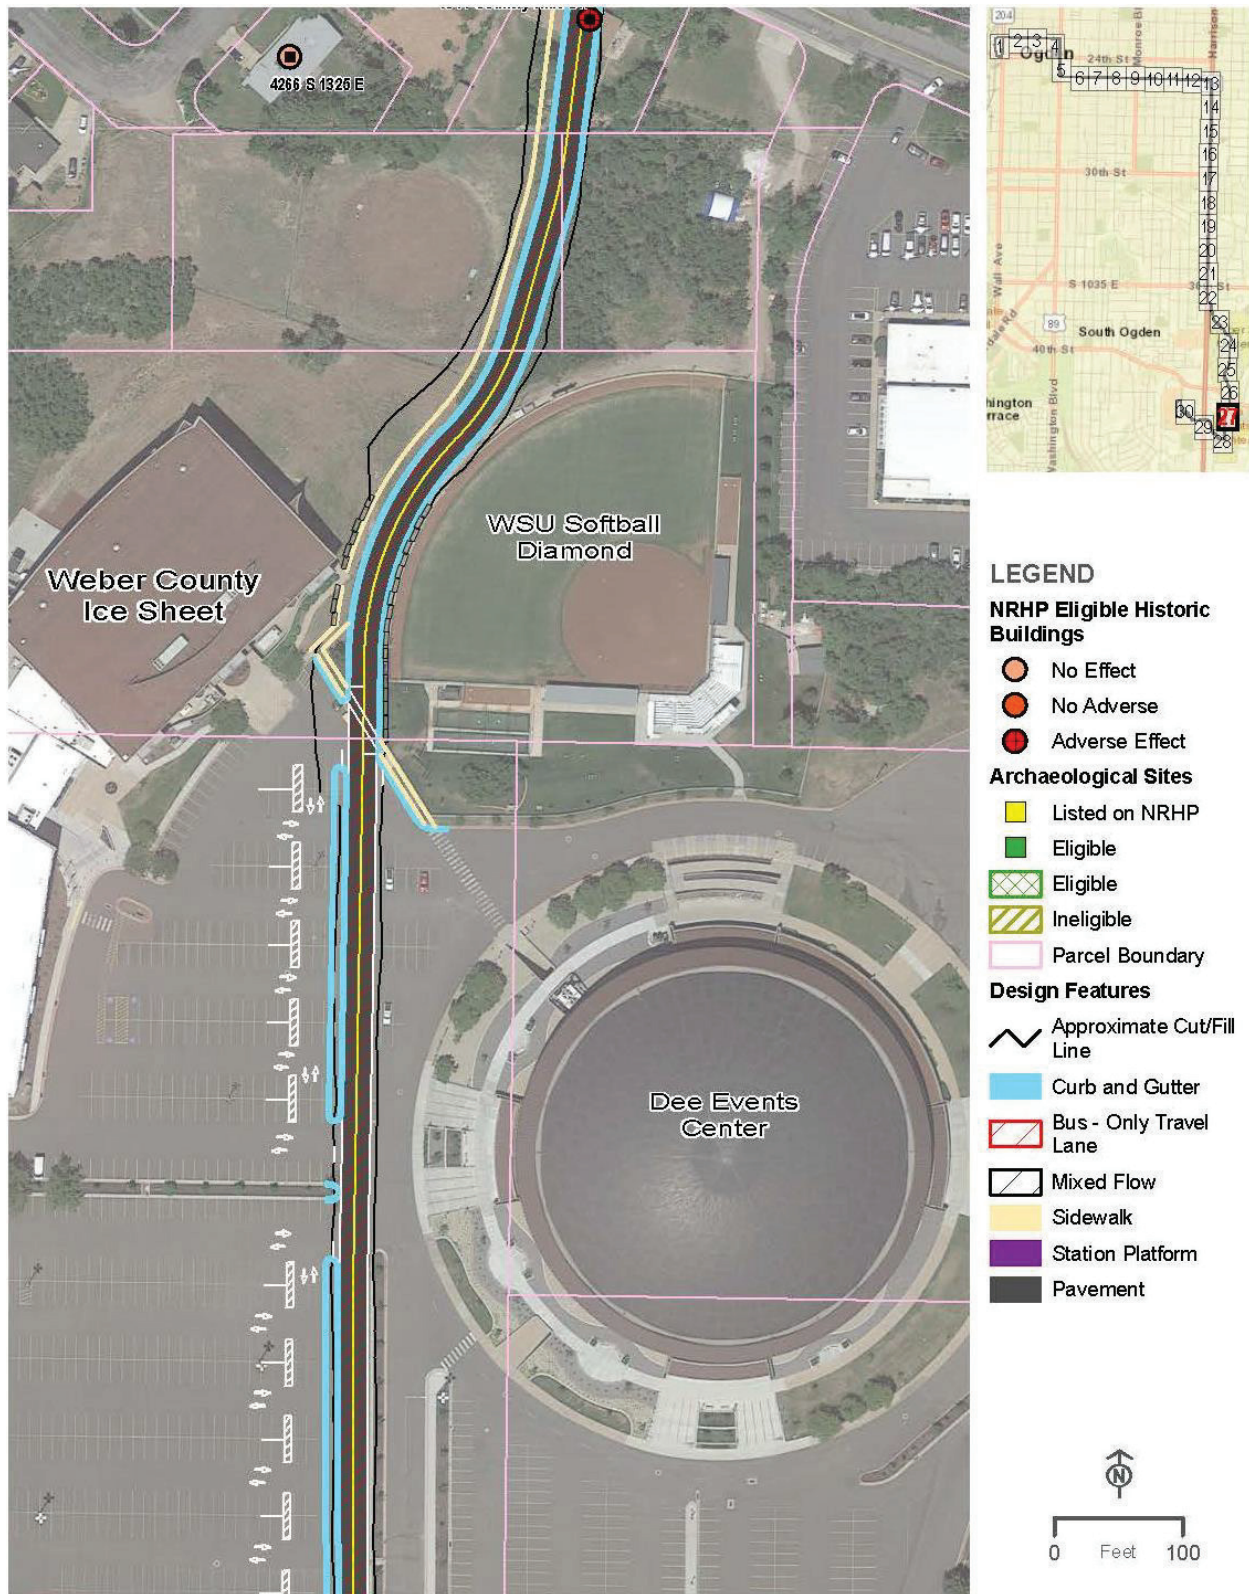 4266 S 1325 E
Weber County
Ice Sheet
WSU Softball
Diamond
Dee Events
Center
204
Ogden
Monroe Bl
Harrison
24th St
1
2
3
4
5
6
7
8
9
10
11
12
13
14
15
16
30th St
17
18
19
20
Wall Ave
21
S 1035 E
22
23
89
South Ogden
24
40th St
25
26
27
28
29
30
LEGEND
NRHP Eligible Historic
Buildings
No Effect
No Adverse
Adverse Effect
Archaeological Sites
Listed on NRHP
Eligible
Eligible
Ineligible
Parcel Boundary
Design Features
Approximate Cut/Fill
Line
Curb and Gutter
Bus - Only Travel
Lane
Mixed Flow
Sidewalk
Station Platform
Pavement
N
0 Feet 100